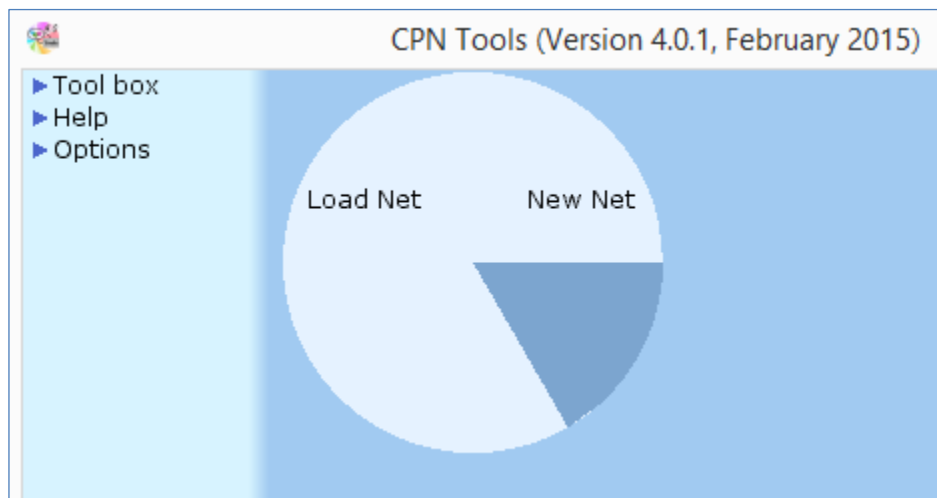 CPN Tools (Version 4.0.1, February 2015)
Tool box
Help
Options
Load Net
New Net